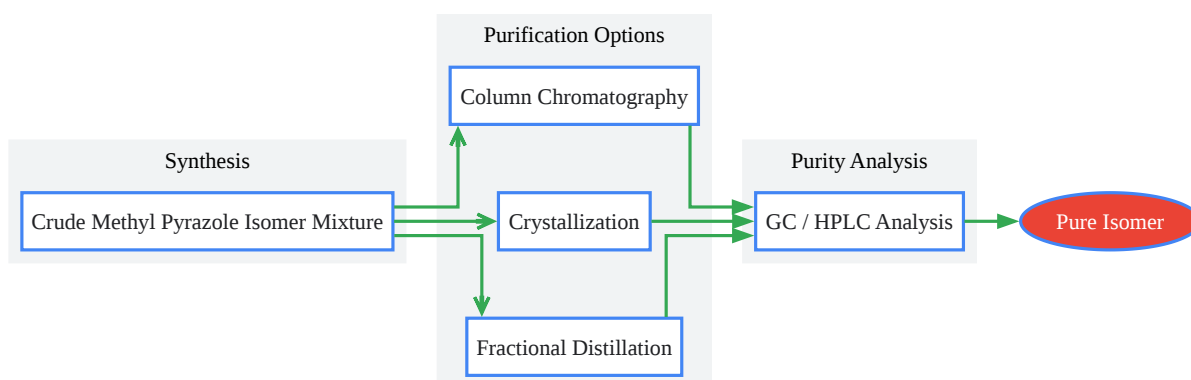 Synthesis
Crude Methyl Pyrazole Isomer Mixture
Purification Options
Column Chromatography
Crystallization
Fractional Distillation
Purity Analysis
GC / HPLC Analysis
Pure Isomer